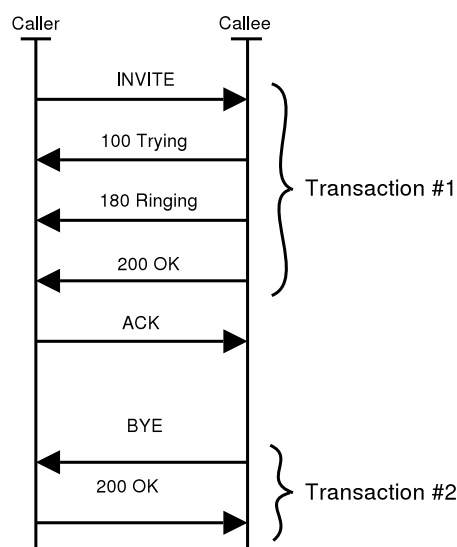 Caller Callee
INVITE
100 Trying
180 Ringing
Transaction #1
200 OK
ACK
BYE
200 OK
Transaction #2